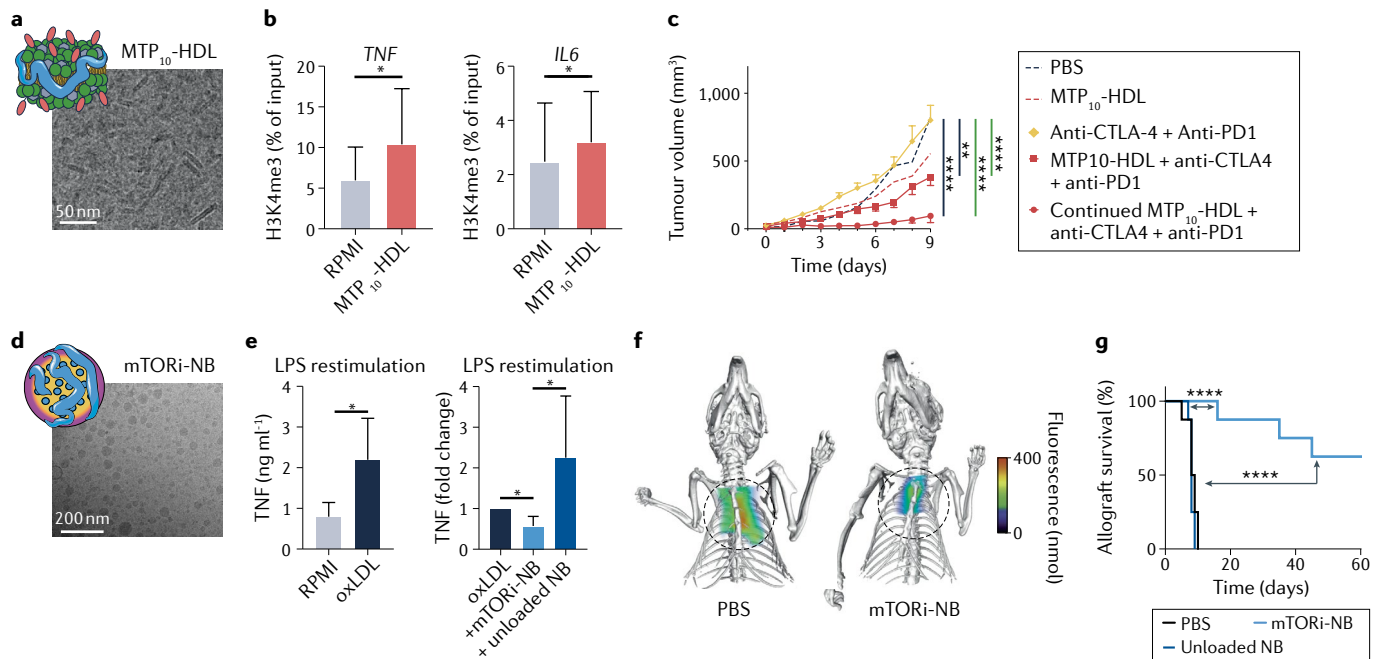 a
MTP10-HDL
50 nm
b
TNF
H3K4me3 (% of input)
20
15
10
5
0
*
RPMI
MTP10-HDL
IL6
H3K4me3 (% of input)
6
4
2
0
*
RPMI
MTP10-HDL
c
Tumour volume (mm³)
1,000
500
0
0
3
6
9
Time (days)
****
**
****
****
PBS
MTP10-HDL
Anti-CTLA-4 + Anti-PD1
MTP10-HDL + anti-CTLA4
+ anti-PD1
Continued MTP10-HDL +
anti-CTLA4 + anti-PD1
d
mTORi-NB
200 nm
e
LPS restimulation
TNF (ng ml⁻¹)
4
3
2
1
0
*
RPMI
oxLDL
LPS restimulation
TNF (fold change)
4
3
2
1
0
*
*
oxLDL
+mTORi-NB
+ unloaded NB
f
PBS
mTORi-NB
400
0
Fluorescence (nmol)
g
Allograft survival (%)
100
50
0
****
****
0
20
40
60
Time (days)
PBS
mTORi-NB
Unloaded NB